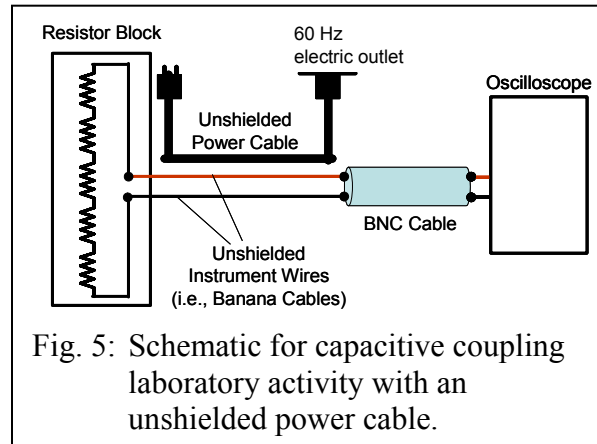 Resistor Block
60 Hz
electric outlet
Oscilloscope
Unshielded
Power Cable
BNC Cable
Unshielded
Instrument Wires
(i.e., Banana Cables)
Fig. 5: Schematic for capacitive coupling
laboratory activity with an
unshielded power cable.